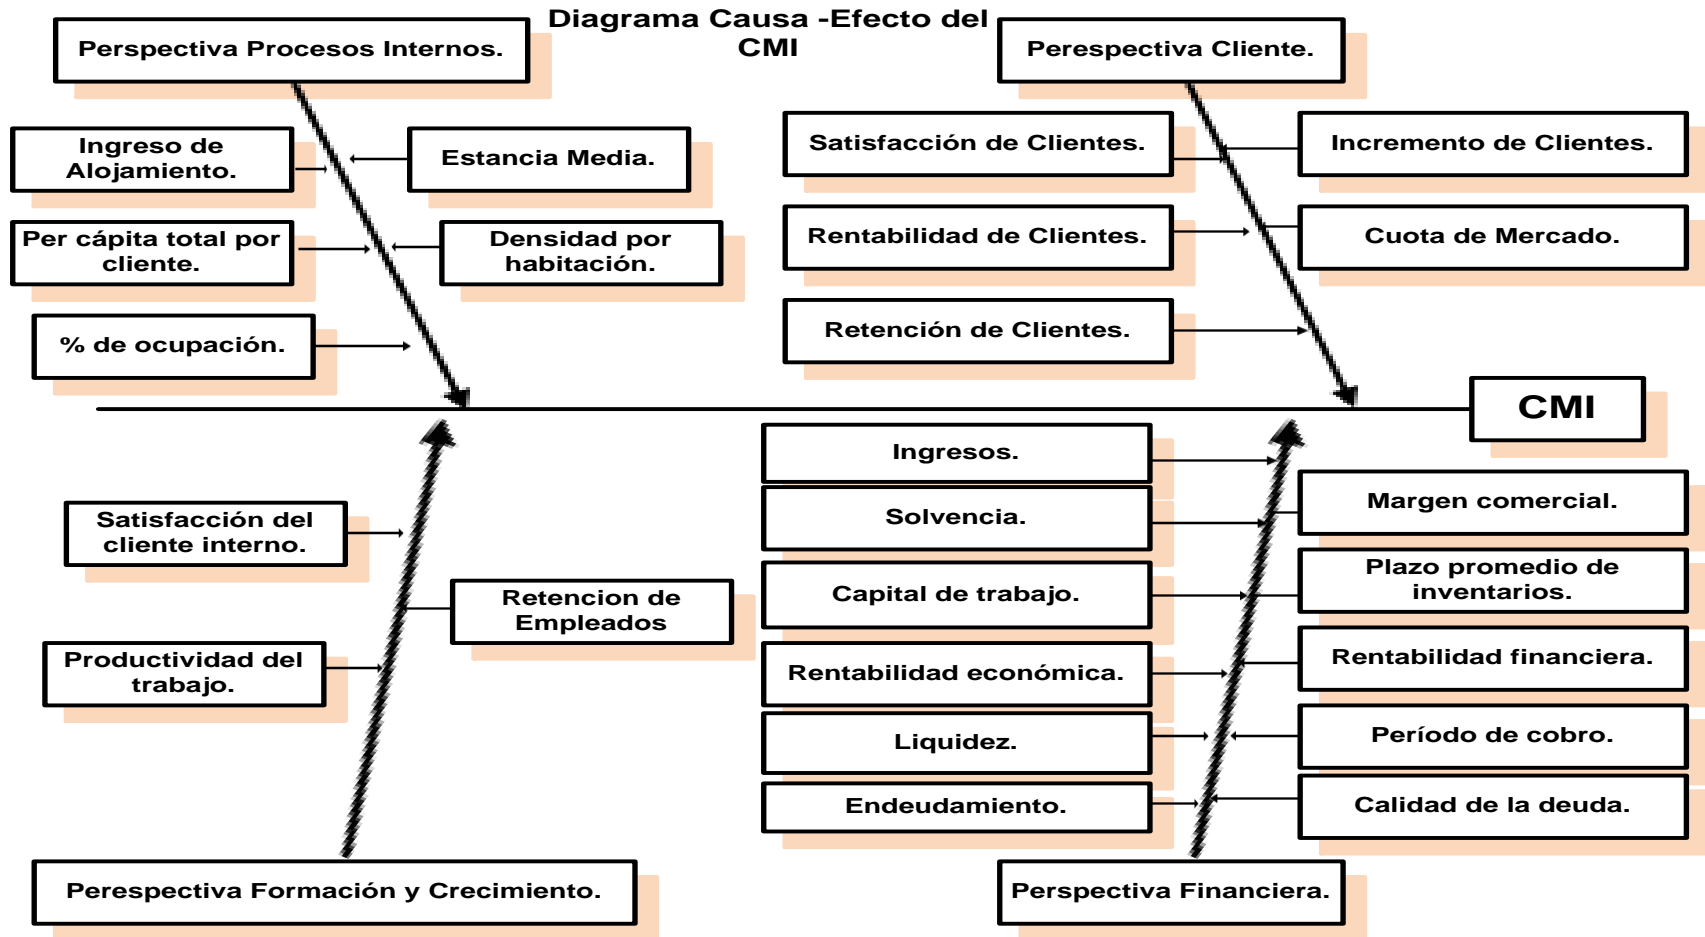 Diagrama Causa -Efecto del
CMI
Perspectiva Procesos Internos.
Perespectiva Cliente.
Ingreso de
Alojamiento.
Estancia Media.
Per cápita total por
cliente.
Densidad por
habitación.
% de ocupación.
Satisfacción de Clientes.
Incremento de Clientes.
Rentabilidad de Clientes.
Cuota de Mercado.
Retención de Clientes.
CMI
Satisfacción del
cliente interno.
Retencion de
Empleados
Productividad del
trabajo.
Perespectiva Formación y Crecimiento.
Ingresos.
Margen comercial.
Solvencia.
Plazo promedio de
inventarios.
Capital de trabajo.
Rentabilidad financiera.
Rentabilidad económica.
Período de cobro.
Liquidez.
Calidad de la deuda.
Endeudamiento.
Perspectiva Financiera.